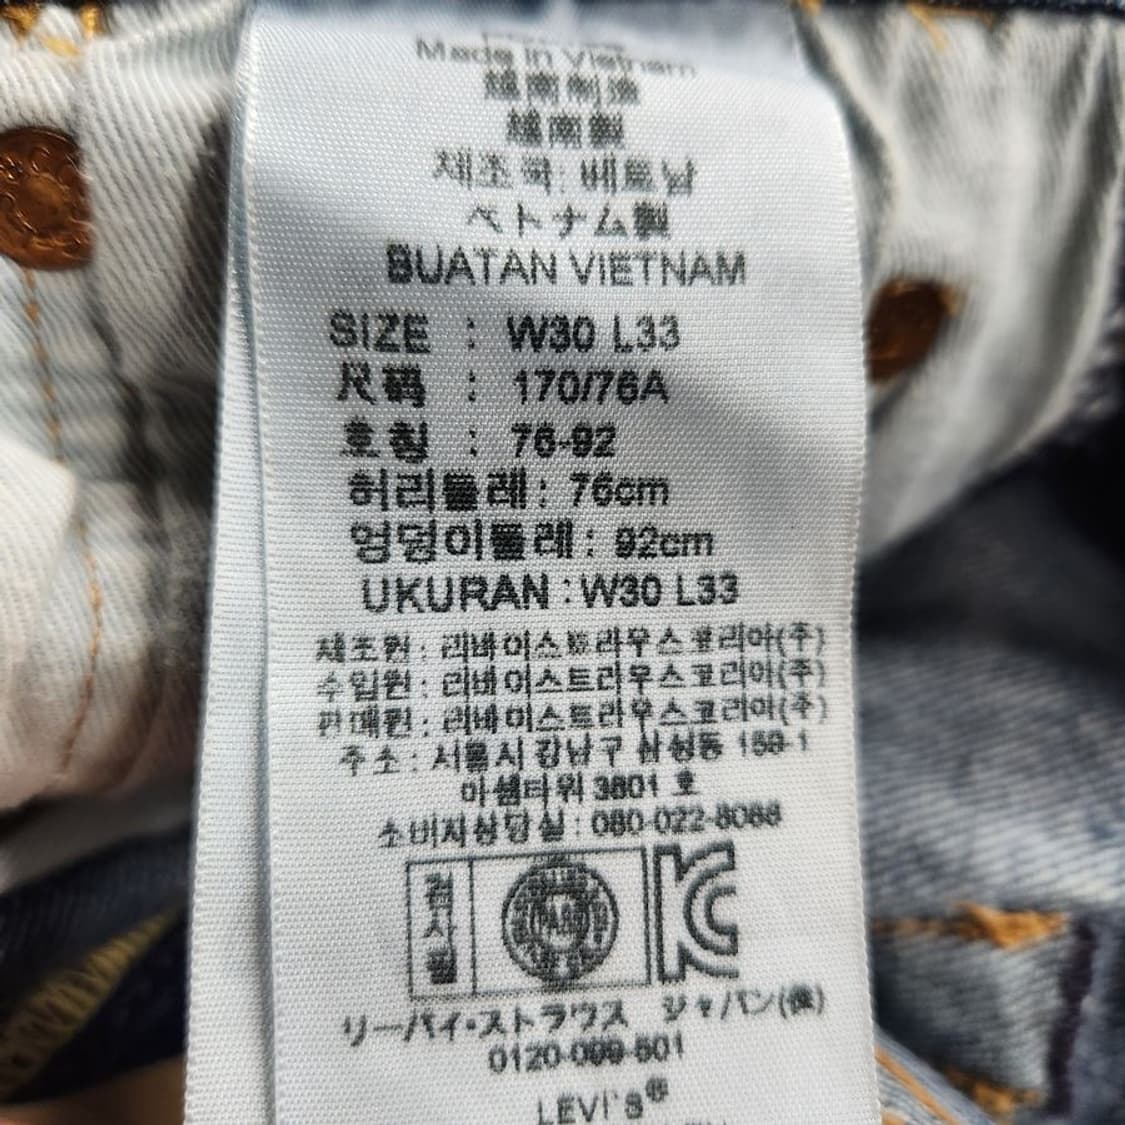 Made in Vietnam
越南制造
越南製
제조국: 베트남
ベトナム製
BUATAN VIETNAM
SIZE : W30 L33
尺码 : 170/76A
호칭 : 76-92
허리둘레: 76cm
엉덩이둘레: 92cm
UKURAN : W30 L33
제조원 : 리바이스트라우스코리아(주)
수입원 : 리바이스트라우스코리아(주)
판매원 : 리바이스트라우스코리아(주)
주소 : 서울시 강남구 삼성동 159-1
아셈타워 3801 호
소비자상담실 : 080-022-8088
검사필
KC
リーバイ・ストラウス ジャパン(株)
0120-099-501
LEVI'S®